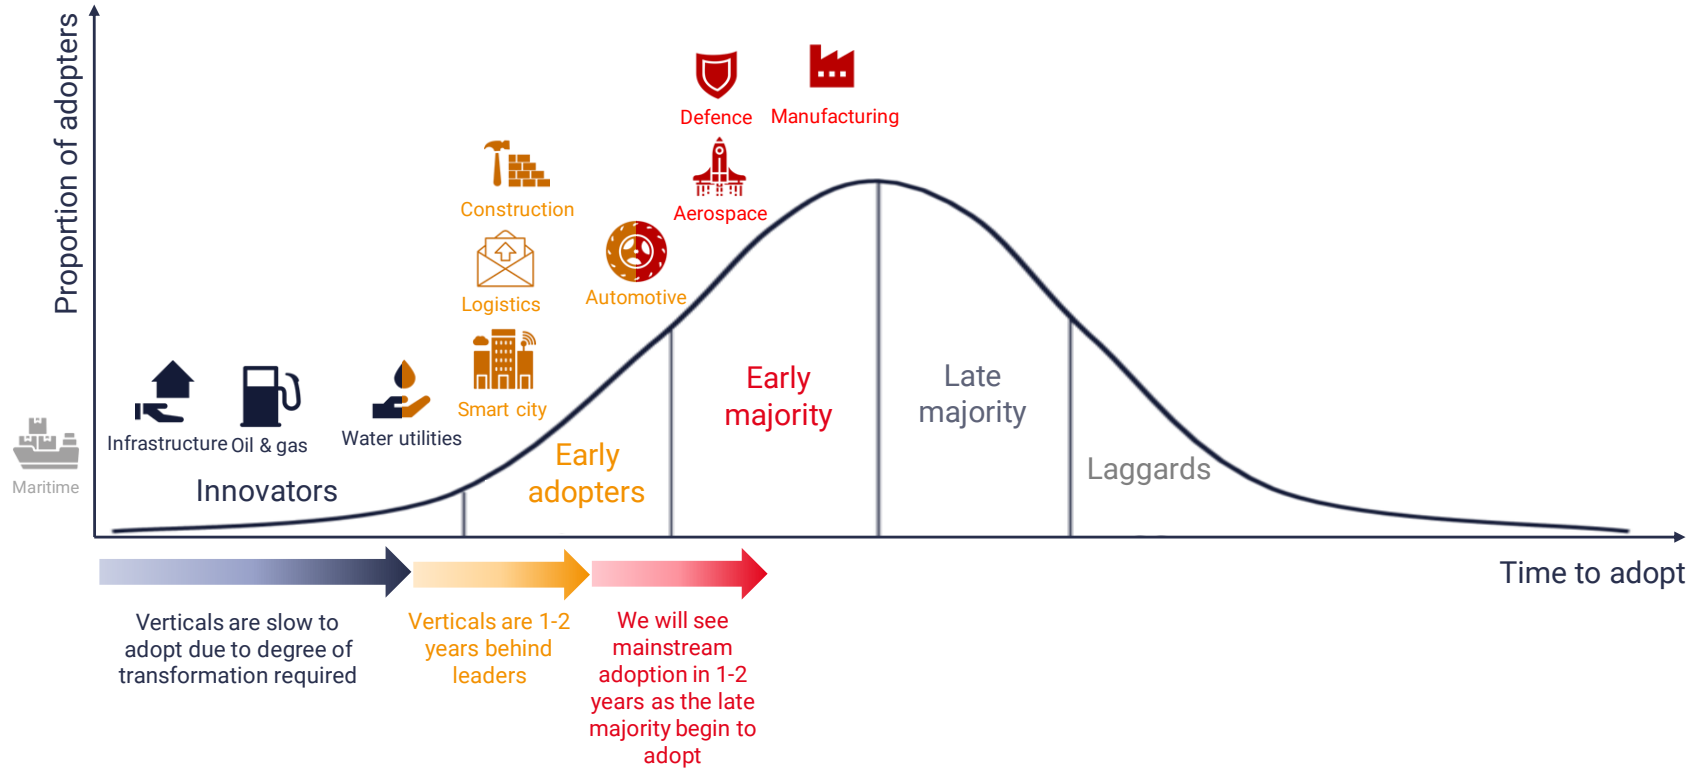 Proportion of adopters
Defence
Manufacturing
Aerospace
Construction
Logistics
Automotive
Smart city
Infrastructure
Oil & gas
Water utilities
Maritime
Innovators
Early
adopters
Early
majority
Late
majority
Laggards
Time to adopt
Verticals are slow to
adopt due to degree of
transformation required
Verticals are 1-2
years behind
leaders
We will see
mainstream
adoption in 1-2
years as the late
majority begin to
adopt